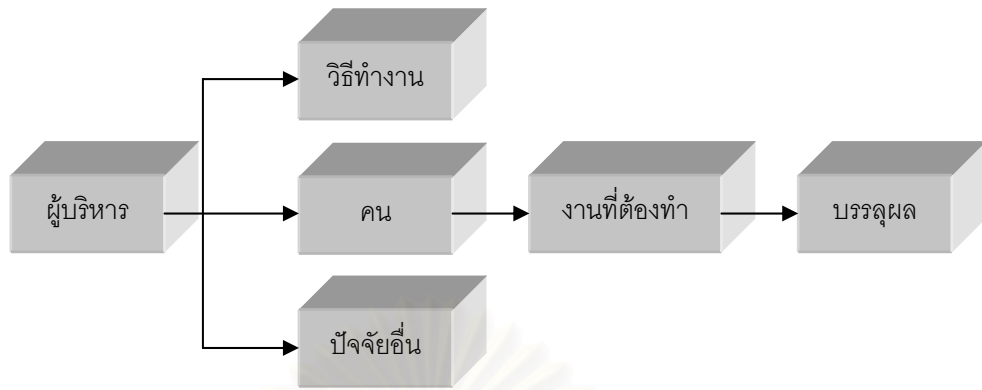 วิธีทำงาน
ผู้บริหาร
คน
งานที่ต้องทำ
บรรลุผล
ปัจจัยอื่น